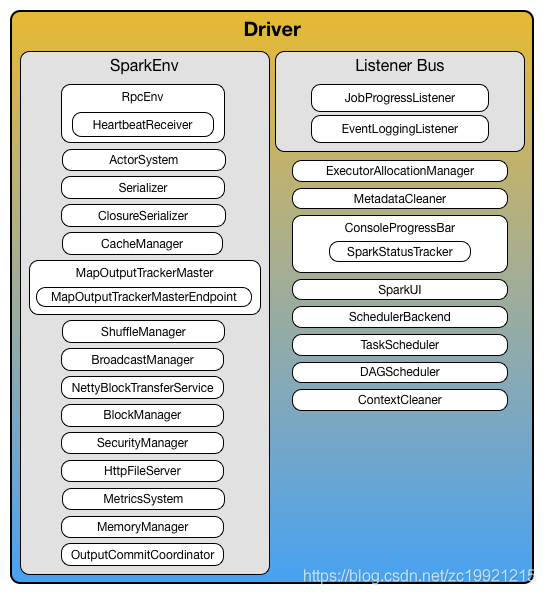 Driver
SparkEnv
RpcEnv
HeartbeatReceiver
ActorSystem
Serializer
ClosureSerializer
CacheManager
MapOutputTrackerMaster
MapOutputTrackerMasterEndpoint
ShuffleManager
BroadcastManager
NettyBlockTransferService
BlockManager
SecurityManager
HttpFileServer
MetricsSystem
MemoryManager
OutputCommitCoordinator
Listener Bus
JobProgressListener
EventLoggingListener
ExecutorAllocationManager
MetadataCleaner
ConsoleProgressBar
SparkStatusTracker
SparkUI
SchedulerBackend
TaskScheduler
DAGScheduler
ContextCleaner
https://blog.csdn.net/zc19921215